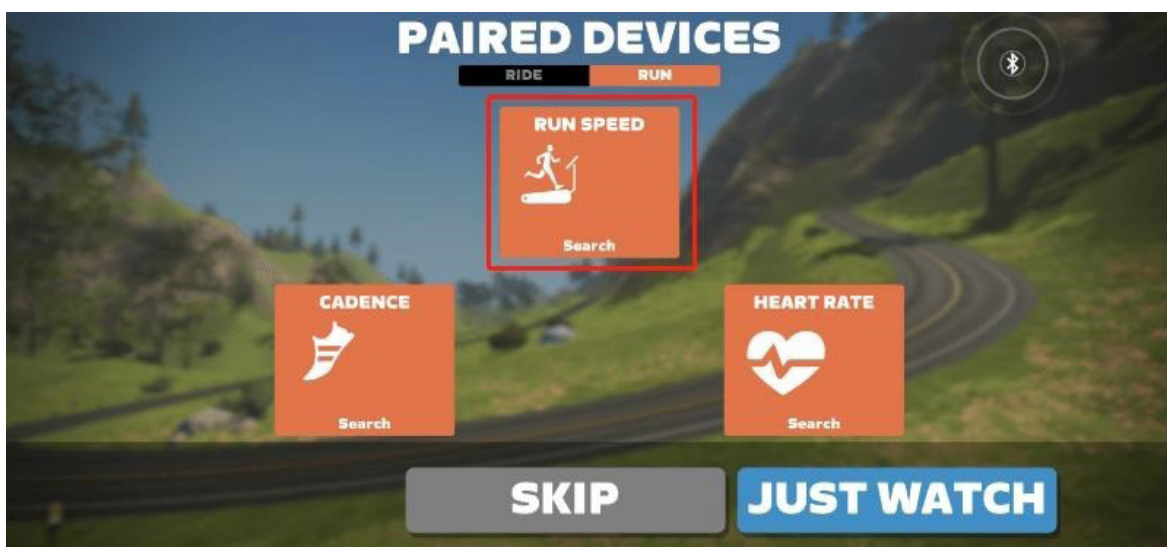 PAIRED DEVICES
RIDE RUN
RUN SPEED
Search
CADENCE
Search
HEART RATE
Search
SKIP JUST WATCH